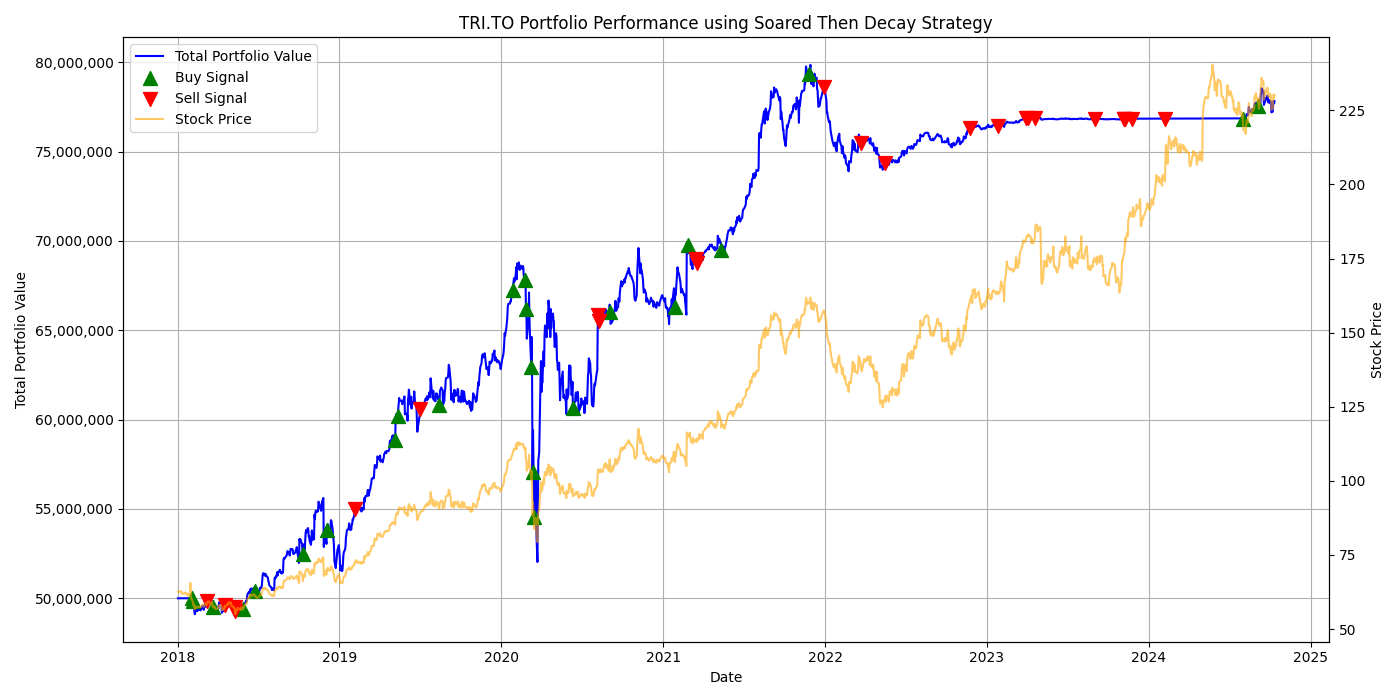 TRI.TO Portfolio Performance using Soared Then Decay Strategy
Total Portfolio Value
Buy Signal
Sell Signal
Stock Price
80,000,000
75,000,000
70,000,000
65,000,000
60,000,000
55,000,000
50,000,000
Total Portfolio Value
225
200
175
150
125
100
75
50
Stock Price
2018 2019 2020 2021 2022 2023 2024 2025
Date